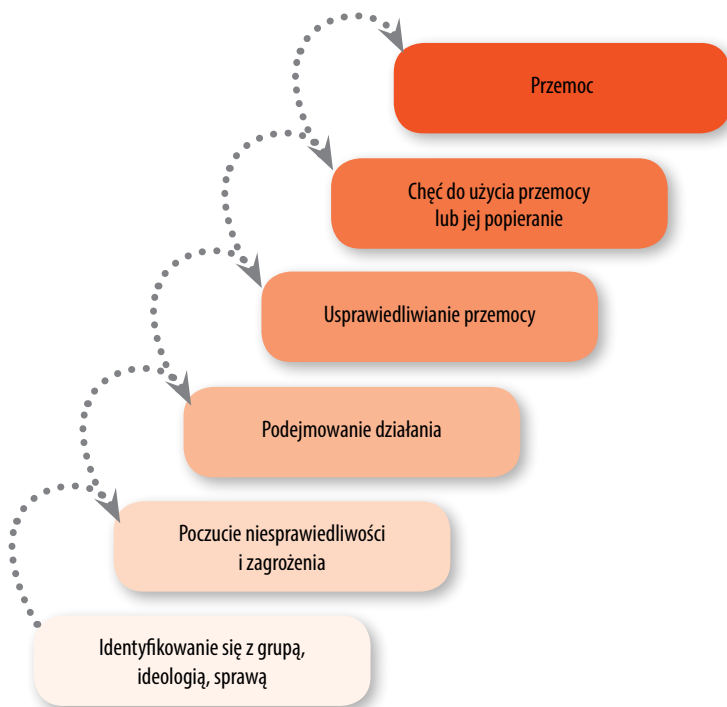 Przemoc
Chęć do użycia przemocy
lub jej popieranie
Usprawiedliwianie przemocy
Podejmowanie działania
Poczucie niesprawiedliwości
i zagrożenia
Identyfikowanie się z grupą,
ideologią, sprawą